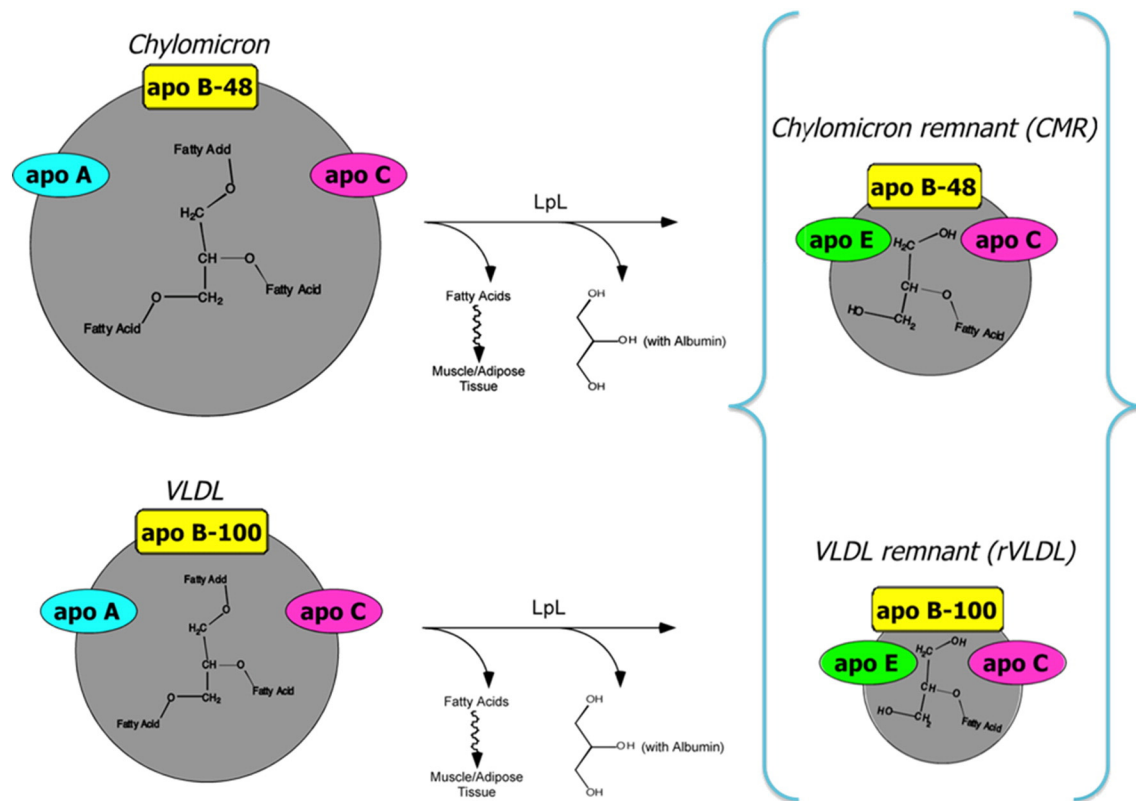 Chylomicron
apo B-48
apo A
apo C
Fatty Acid
O
H₂C
CH
O
O
CH₂
Fatty Acid
Fatty Acid
LpL
Fatty Acids
Muscle/Adipose
Tissue
OH
OH (with Albumin)
OH
Chylomicron remnant (CMR)
apo B-48
apo E
apo C
H₂C
OH
CH
O
HO
CH₂
Fatty Acid
VLDL
apo B-100
apo A
apo C
Fatty Acid
O
H₂C
CH
O
O
CH₂
Fatty Acid
Fatty Acid
LpL
Fatty Acids
Muscle/Adipose
Tissue
OH
OH (with Albumin)
OH
VLDL remnant (rVLDL)
apo B-100
apo E
apo C
H₂C
OH
CH
O
HO
CH₂
Fatty Acid